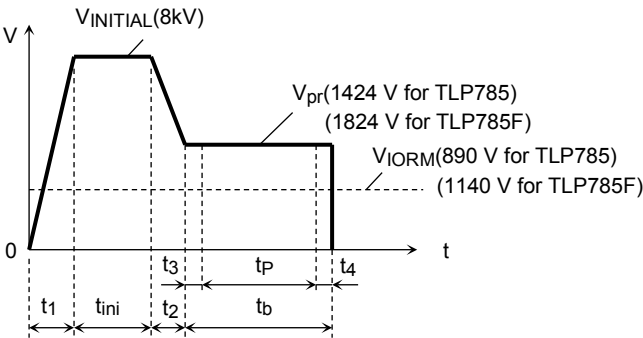 VINITIAL(8kV)
V
Vpr(1424 V for TLP785)
(1824 V for TLP785F)
VIORM(890 V for TLP785)
(1140 V for TLP785F)
0
t
t3
tP
t4
t1
tini
t2
tb